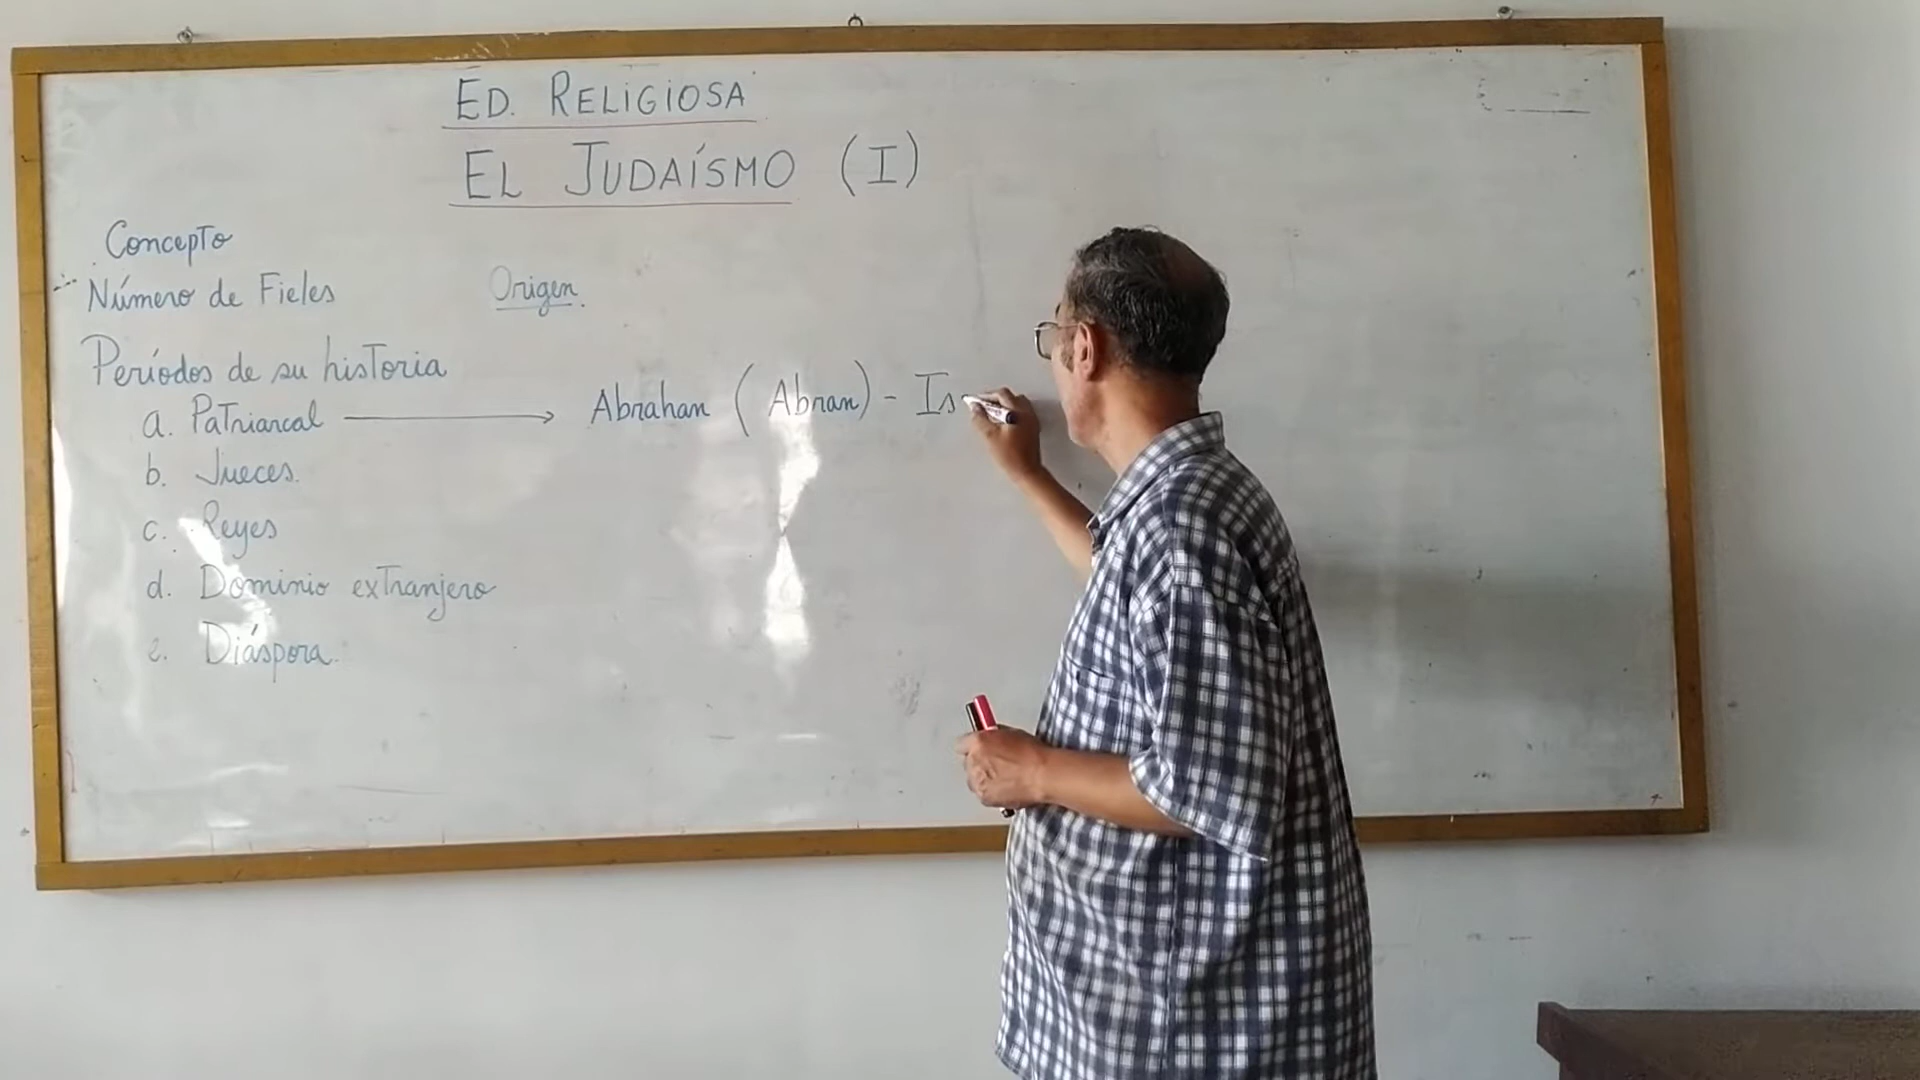 ED. RELIGIOSA
EL JUDAÍSMO (I)
Concepto
Número de Fieles
Origen.
Períodos de su historia
a. Patriarcal → Abrahan (Abran) - Is
b. Jueces.
c. Reyes
d. Dominio extranjero
e. Diáspora.